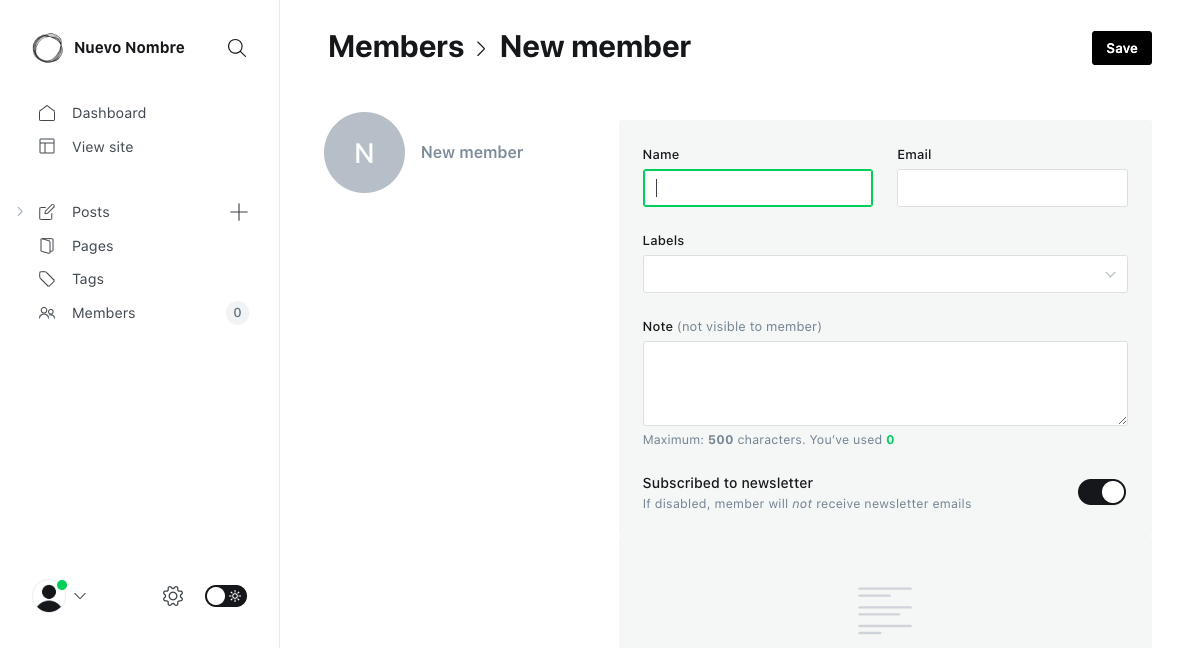 Nuevo Nombre
Dashboard
View site
Posts
Pages
Tags
Members 0
Members > New member
Save
N
New member
Name Email
Labels
Note (not visible to member)
Maximum: 500 characters. You’ve used 0
Subscribed to newsletter
If disabled, member will not receive newsletter emails